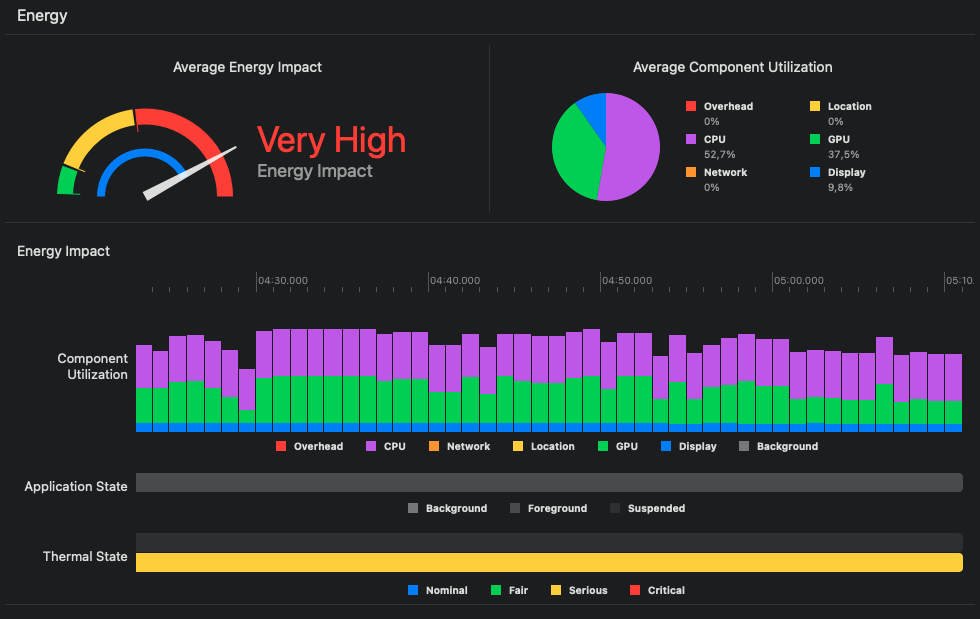 Energy
Average Energy Impact
Very High
Energy Impact
Average Component Utilization
Overhead
0%
Location
0%
CPU
52,7%
GPU
37,5%
Network
0%
Display
9,8%
Energy Impact
04:30.000 04:40.000 04:50.000 05:00.000 05:10.
Component
Utilization
Overhead CPU Network Location GPU Display Background
Application State
Background Foreground Suspended
Thermal State
Nominal Fair Serious Critical